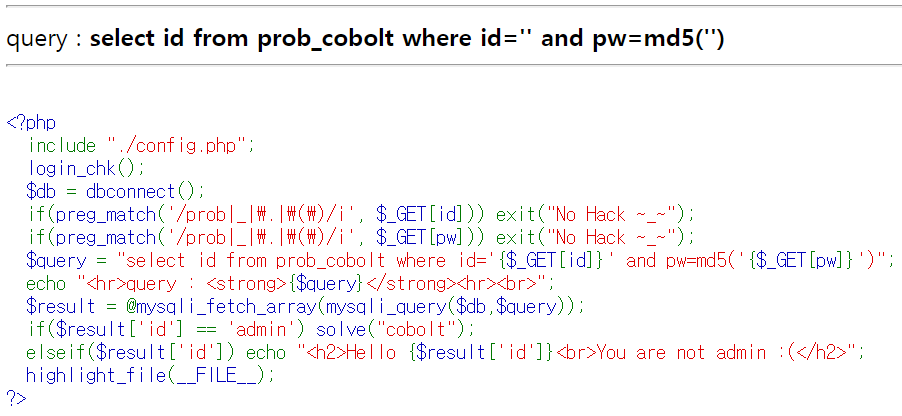 query : select id from prob_cobolt where id='' and pw=md5('')
<?php
include "./config.php";
login_chk();
$db = dbconnect();
if(preg_match('/prob|_|₩.|₩(₩)/i', $_GET[id])) exit("No Hack ~_~");
if(preg_match('/prob|_|₩.|₩(₩)/i', $_GET[pw])) exit("No Hack ~_~");
$query = "select id from prob_cobolt where id='{$_GET[id]}' and pw=md5('{$_GET[pw]}')";
echo "<hr>query : <strong>{$query}</strong><hr><br>";
$result = @mysqli_fetch_array(mysqli_query($db,$query));
if($result['id'] == 'admin') solve("cobolt");
elseif($result['id']) echo "<h2>Hello {$result['id']}<br>You are not admin :(</h2>";
highlight_file(__FILE__);
?>